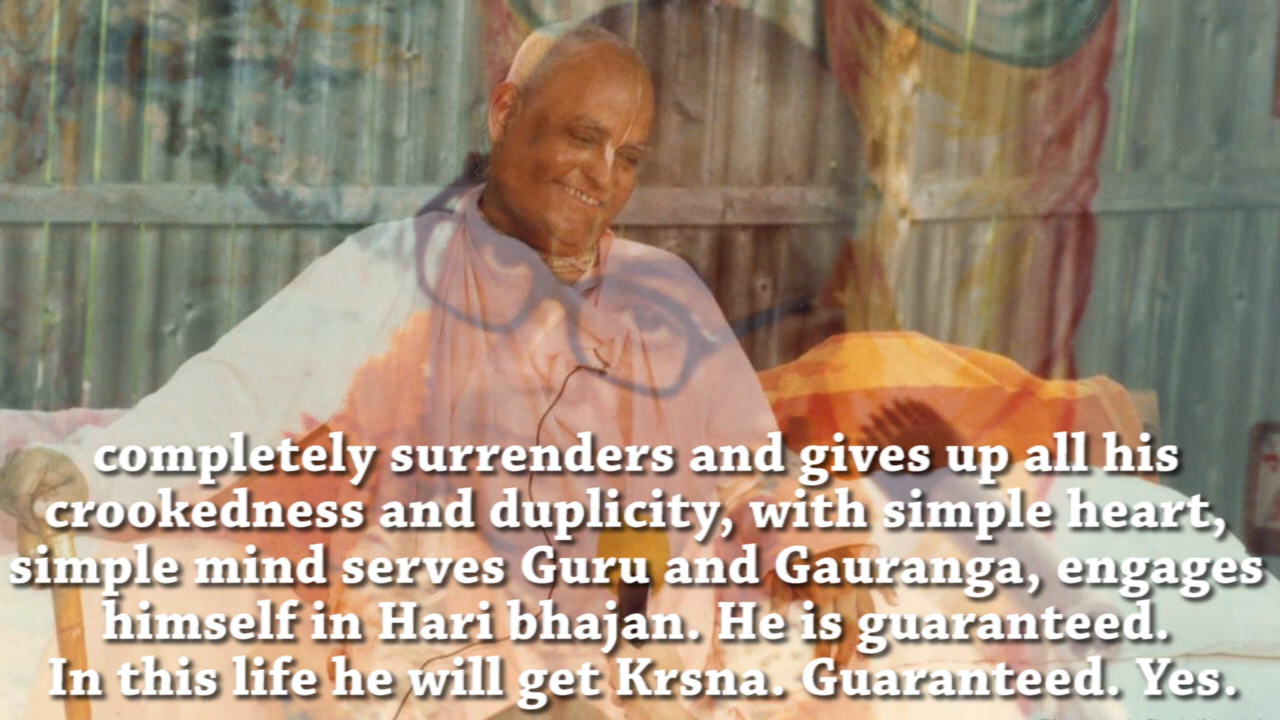 completely surrenders and gives up all his
crookedness and duplicity, with simple heart,
simple mind serves Guru and Gauranga, engages
himself in Hari bhajan. He is guaranteed.
In this life he will get Krsna. Guaranteed. Yes.